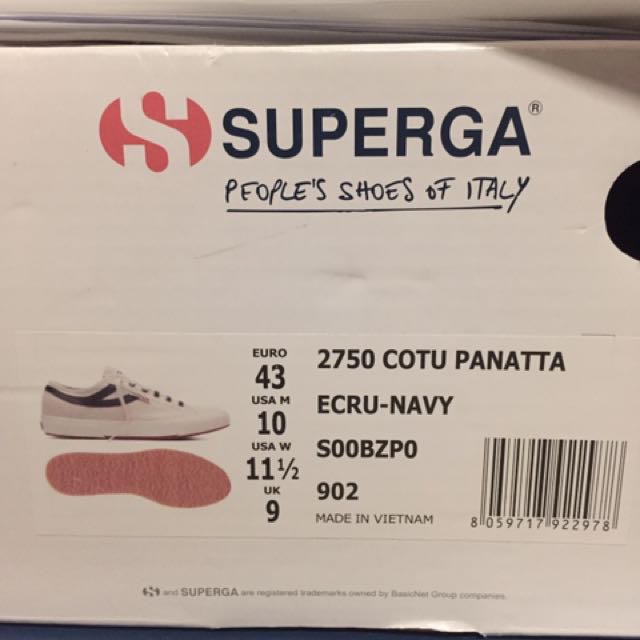 SUPERGA®
PEOPLE'S SHOES OF ITALY
EURO
43
USA M
10
USA W
11½
UK
9
2750 COTU PANATTA
ECRU-NAVY
S00BZP0
902
MADE IN VIETNAM
8 059717 922978
and SUPERGA are registered trademarks owned by BasicNet Group companies.